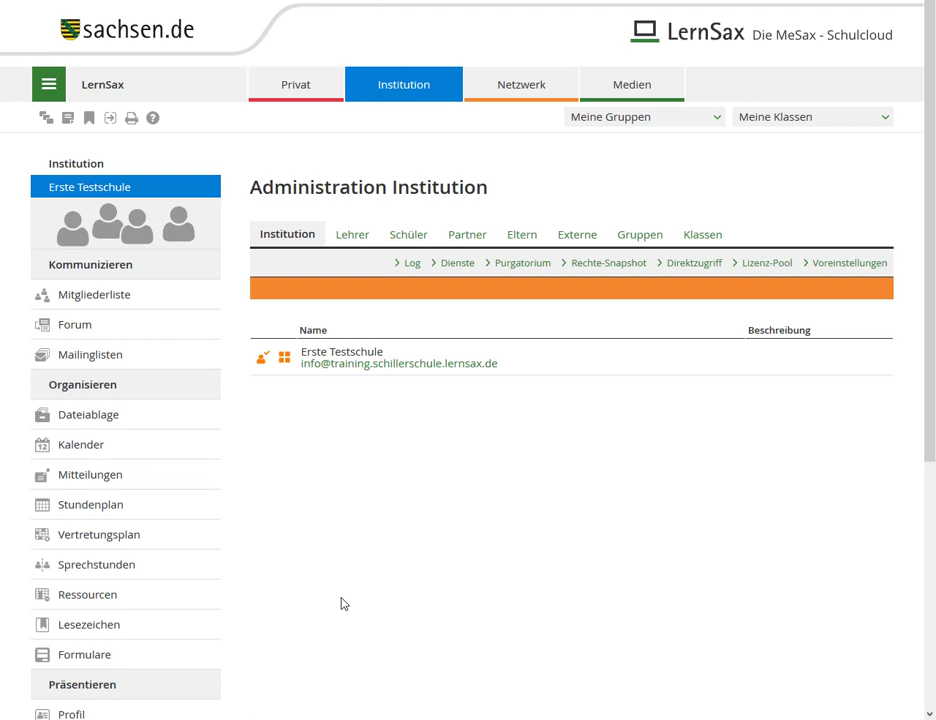 sachsen.de
LernSax Die MeSax - Schulcloud
LernSax
Privat
Institution
Netzwerk
Medien
Meine Gruppen
Meine Klassen
Institution
Erste Testschule
Kommunizieren
Mitgliederliste
Forum
Mailinglisten
Organisieren
Dateiablage
12
Kalender
Mitteilungen
Stundenplan
Vertretungsplan
Sprechstunden
Ressourcen
Lesezeichen
Formulare
Präsentieren
Profil
Administration Institution
Institution
Lehrer
Schüler
Partner
Eltern
Externe
Gruppen
Klassen
Log
Dienste
Purgatorium
Rechte-Snapshot
Direktzugriff
Lizenz-Pool
Voreinstellungen
Name
Beschreibung
Erste Testschule
info@training.schillerschule.lernsax.de